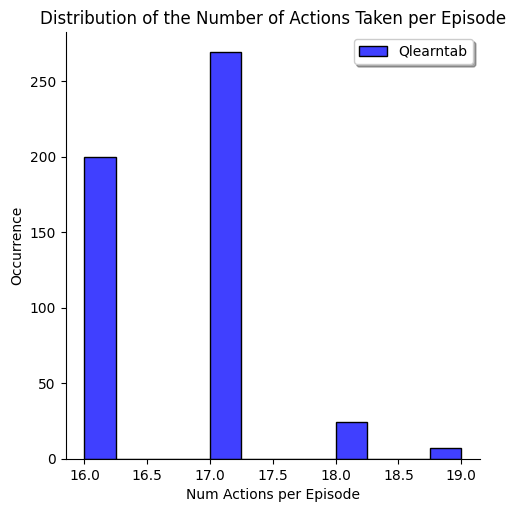 Distribution of the Number of Actions Taken per Episode
Qlearntab
Occurrence
250
200
150
100
50
0
16.0 16.5 17.0 17.5 18.0 18.5 19.0
Num Actions per Episode